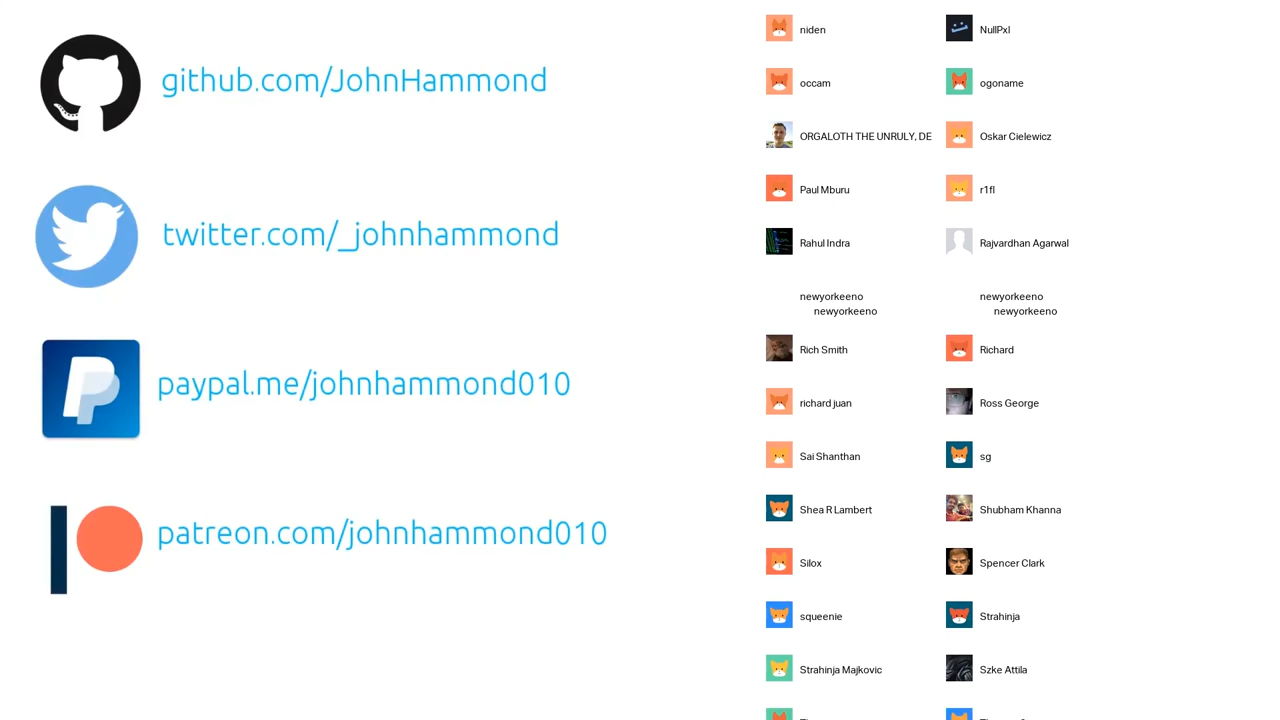 github.com/JohnHammond
twitter.com/_johnhammond
paypal.me/johnhammond010
patreon.com/johnhammond010
niden
NullPxl
occam
ogoname
ORGALOTH THE UNRULY, DE
Oskar Cielewicz
Paul Mburu
r1fl
Rahul Indra
Rajvardhan Agarwal
newyorkeeno
newyorkeeno
newyorkeeno
newyorkeeno
Rich Smith
Richard
richard juan
Ross George
Sai Shanthan
sg
Shea R Lambert
Shubham Khanna
Silox
Spencer Clark
squeenie
Strahinja
Strahinja Majkovic
Szke Attila